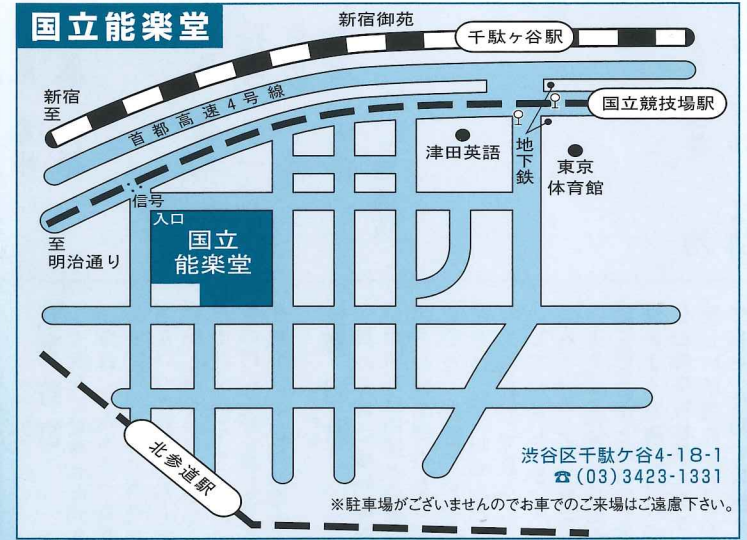 国立能楽堂
新宿御苑
千駄ヶ谷駅
新宿
至
首都高速4号線
国立競技場駅
津田英語
地下鉄
東京
体育館
信号
入口
国立
能楽堂
至
明治通り
北参道駅
渋谷区千駄ケ谷4-18-1
☎(03)3423-1331
※駐車場がございませんのでお車でのご来場はご遠慮下さい。